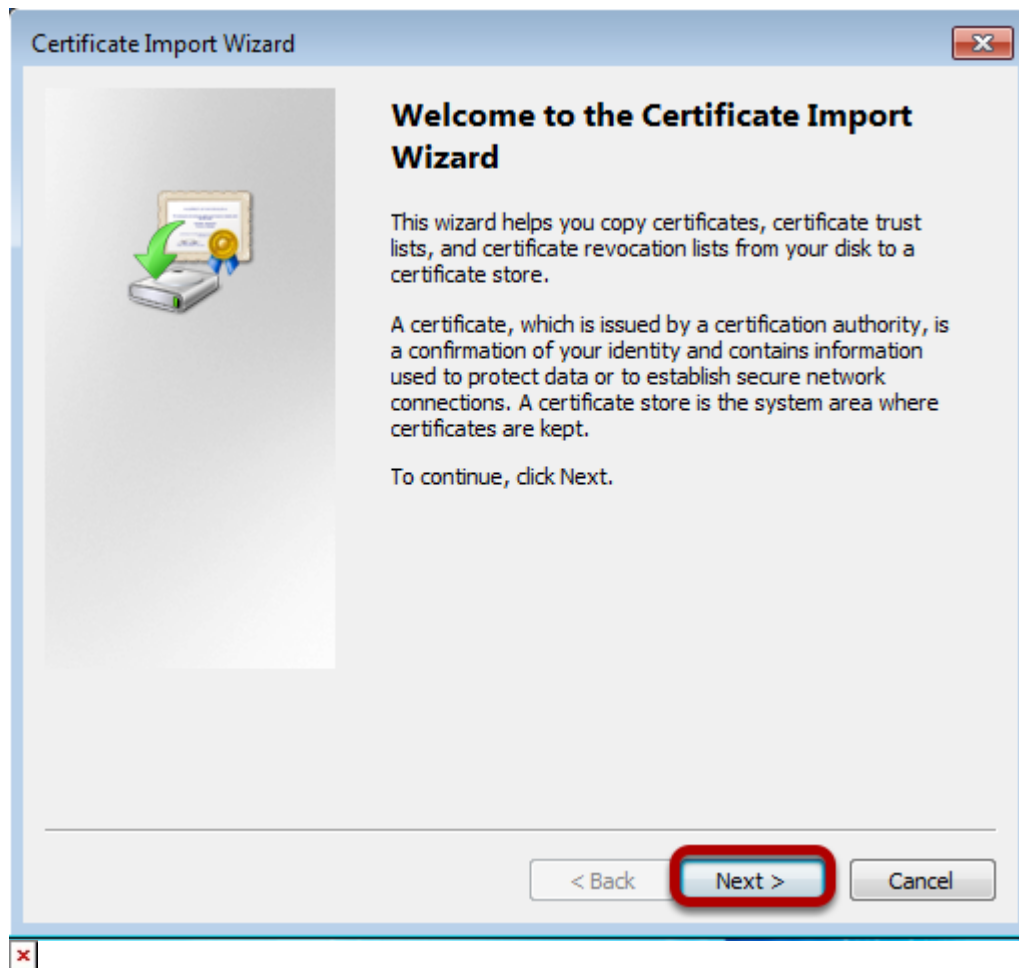 Certificate Import Wizard
Welcome to the Certificate Import
Wizard
This wizard helps you copy certificates, certificate trust
lists, and certificate revocation lists from your disk to a
certificate store.
A certificate, which is issued by a certification authority, is
a confirmation of your identity and contains information
used to protect data or to establish secure network
connections. A certificate store is the system area where
certificates are kept.
To continue, click Next.
< Back Next > Cancel